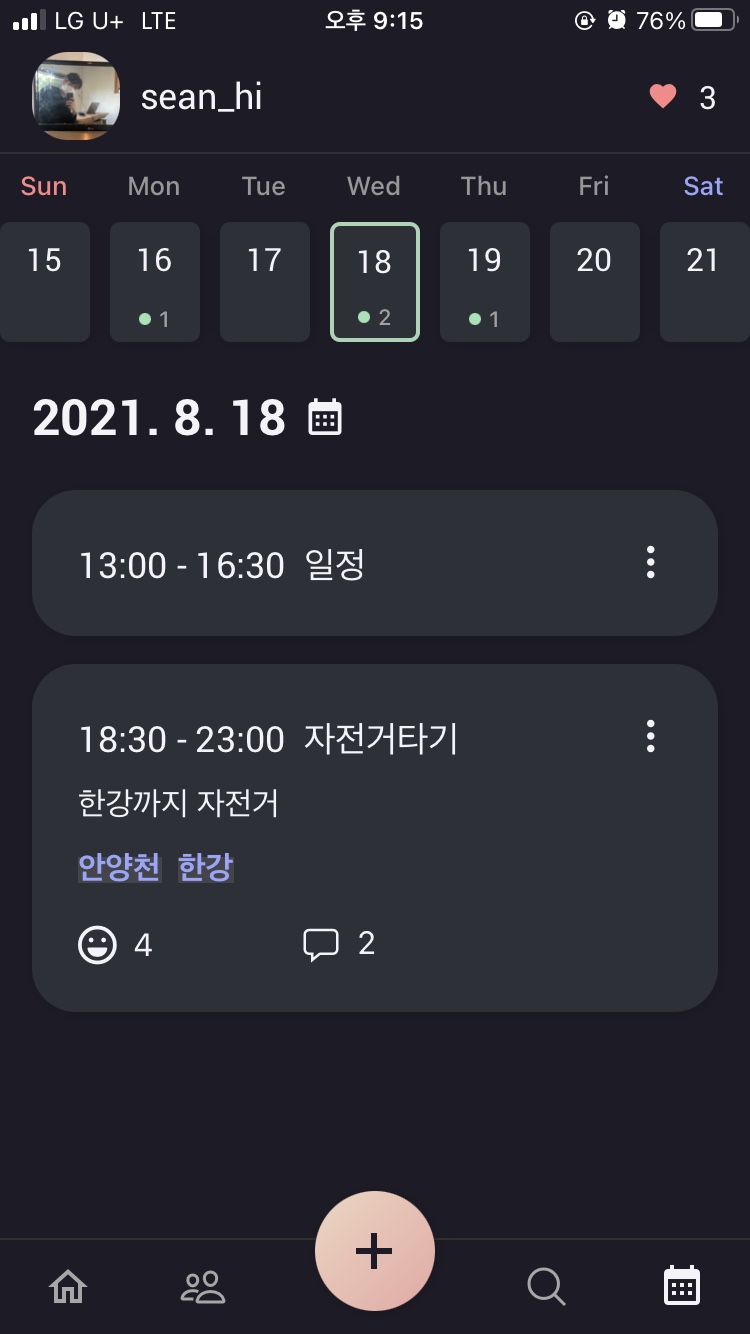 LG U+ LTE 오후 9:15 76%
sean_hi 3
Sun Mon Tue Wed Thu Fri Sat
15 16 17 18 19 20 21
1 2 1
2021. 8. 18
13:00 - 16:30 일정
18:30 - 23:00 자전거타기
한강까지 자전거
안양천 한강
4 2